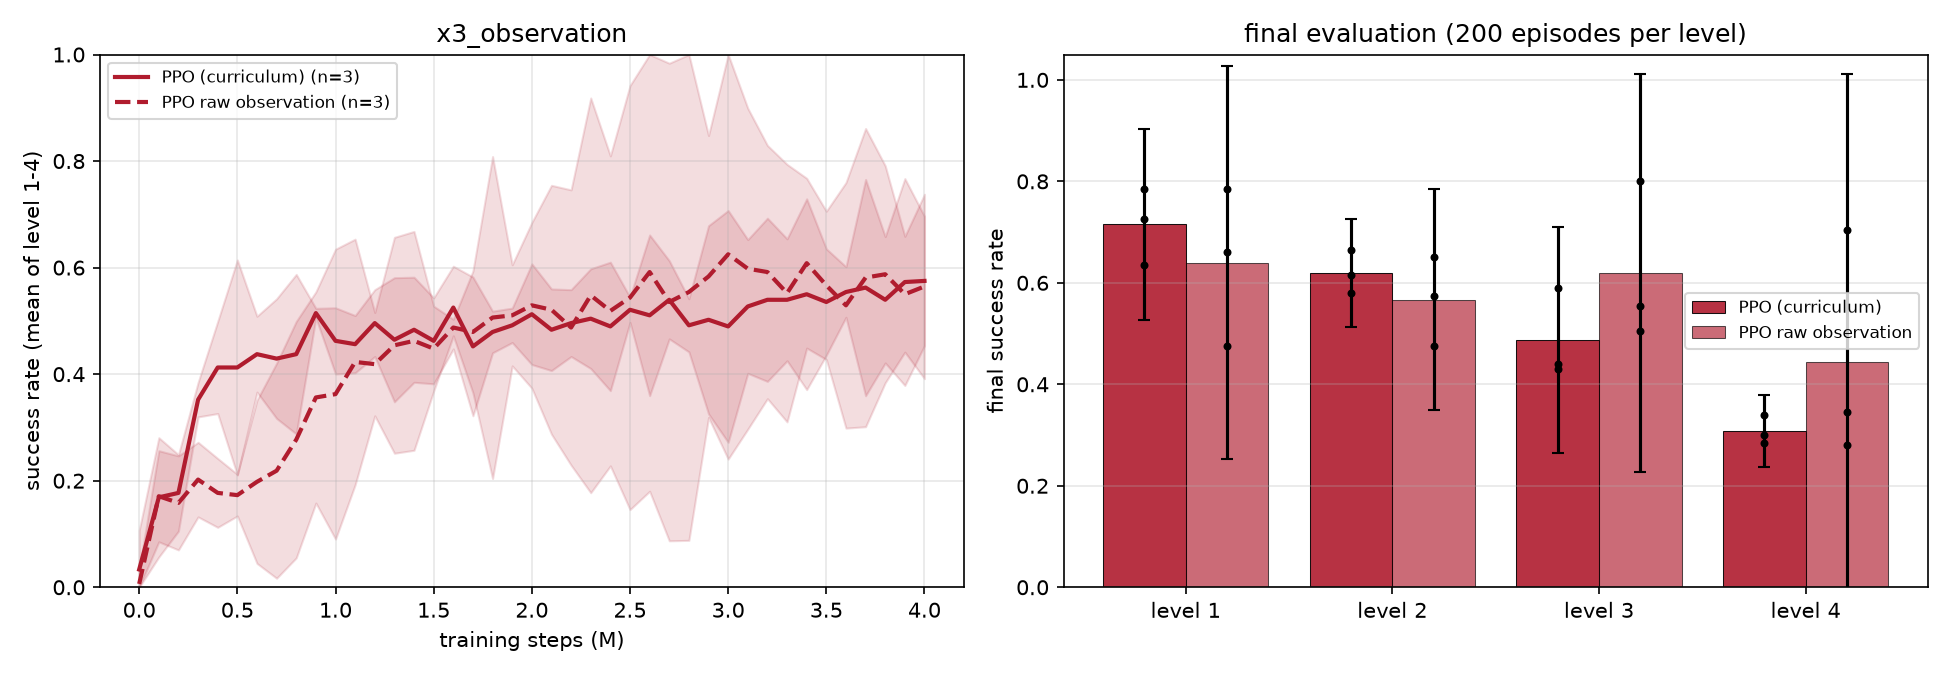 x3_observation
PPO (curriculum) (n=3)
PPO raw observation (n=3)
success rate (mean of level 1-4)
1.0
0.8
0.6
0.4
0.2
0.0
0.0 0.5 1.0 1.5 2.0 2.5 3.0 3.5 4.0
training steps (M)
final evaluation (200 episodes per level)
final success rate
1.0
0.8
0.6
0.4
0.2
0.0
PPO (curriculum)
PPO raw observation
level 1 level 2 level 3 level 4